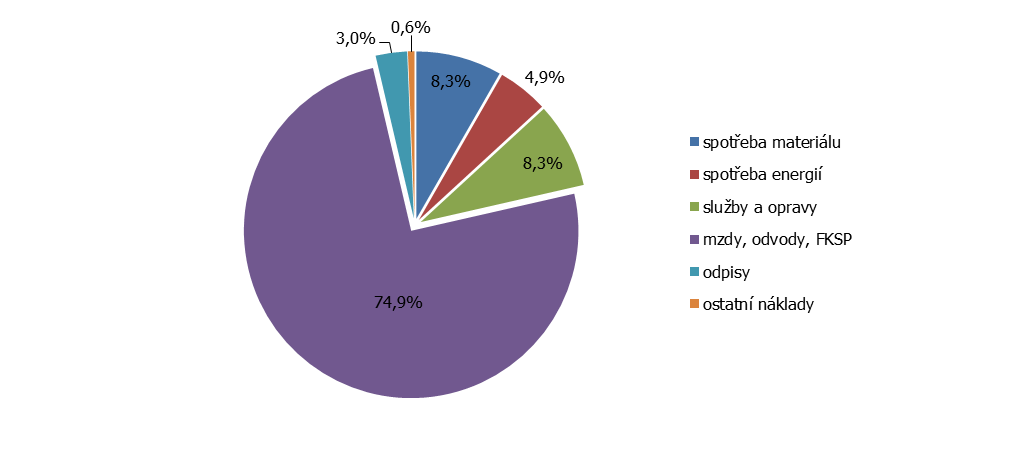 0,6%
3,0%
8,3%
4,9%
8,3%
74,9%
spotřeba materiálu
spotřeba energií
služby a opravy
mzdy, odvody, FKSP
odpisy
ostatní náklady